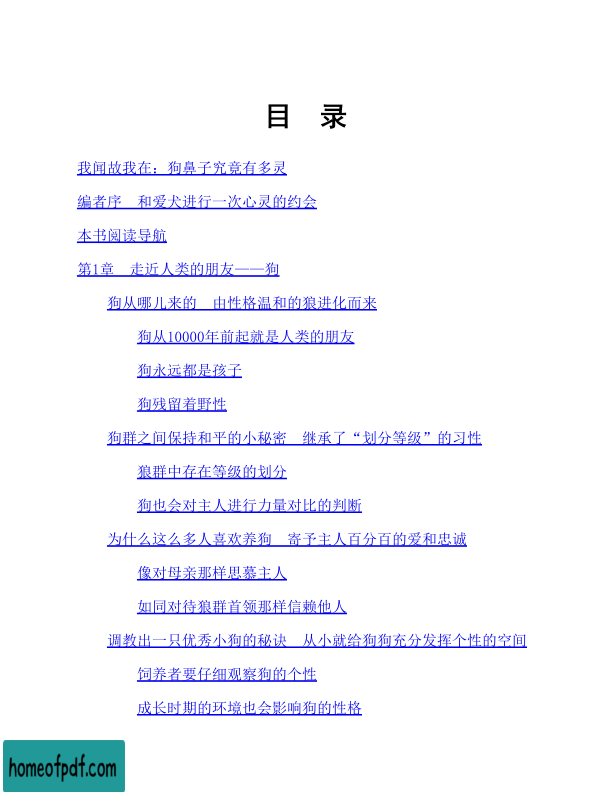 目 录
我闻故我在：狗鼻子究竟有多灵
编者序 和爱犬进行一次心灵的约会
本书阅读导航
第1章 走近人类的朋友——狗
狗从哪儿来的 由性格温和的狼进化而来
狗从10000年前起就是人类的朋友
狗永远都是孩子
狗残留着野性
狗群之间保持和平的小秘密 继承了“划分等级”的习性
狼群中存在等级的划分
狗也会对主人进行力量对比的判断
为什么这么多人喜欢养狗 寄予主人百分百的爱和忠诚
像对母亲那样思慕主人
如同对待狼群首领那样信赖他人
调教出一只优秀小狗的秘诀 从小就给狗狗充分发挥个性的空间
饲养者要仔细观察狗的个性
成长时期的环境也会影响狗的性格
homeofpdf.com